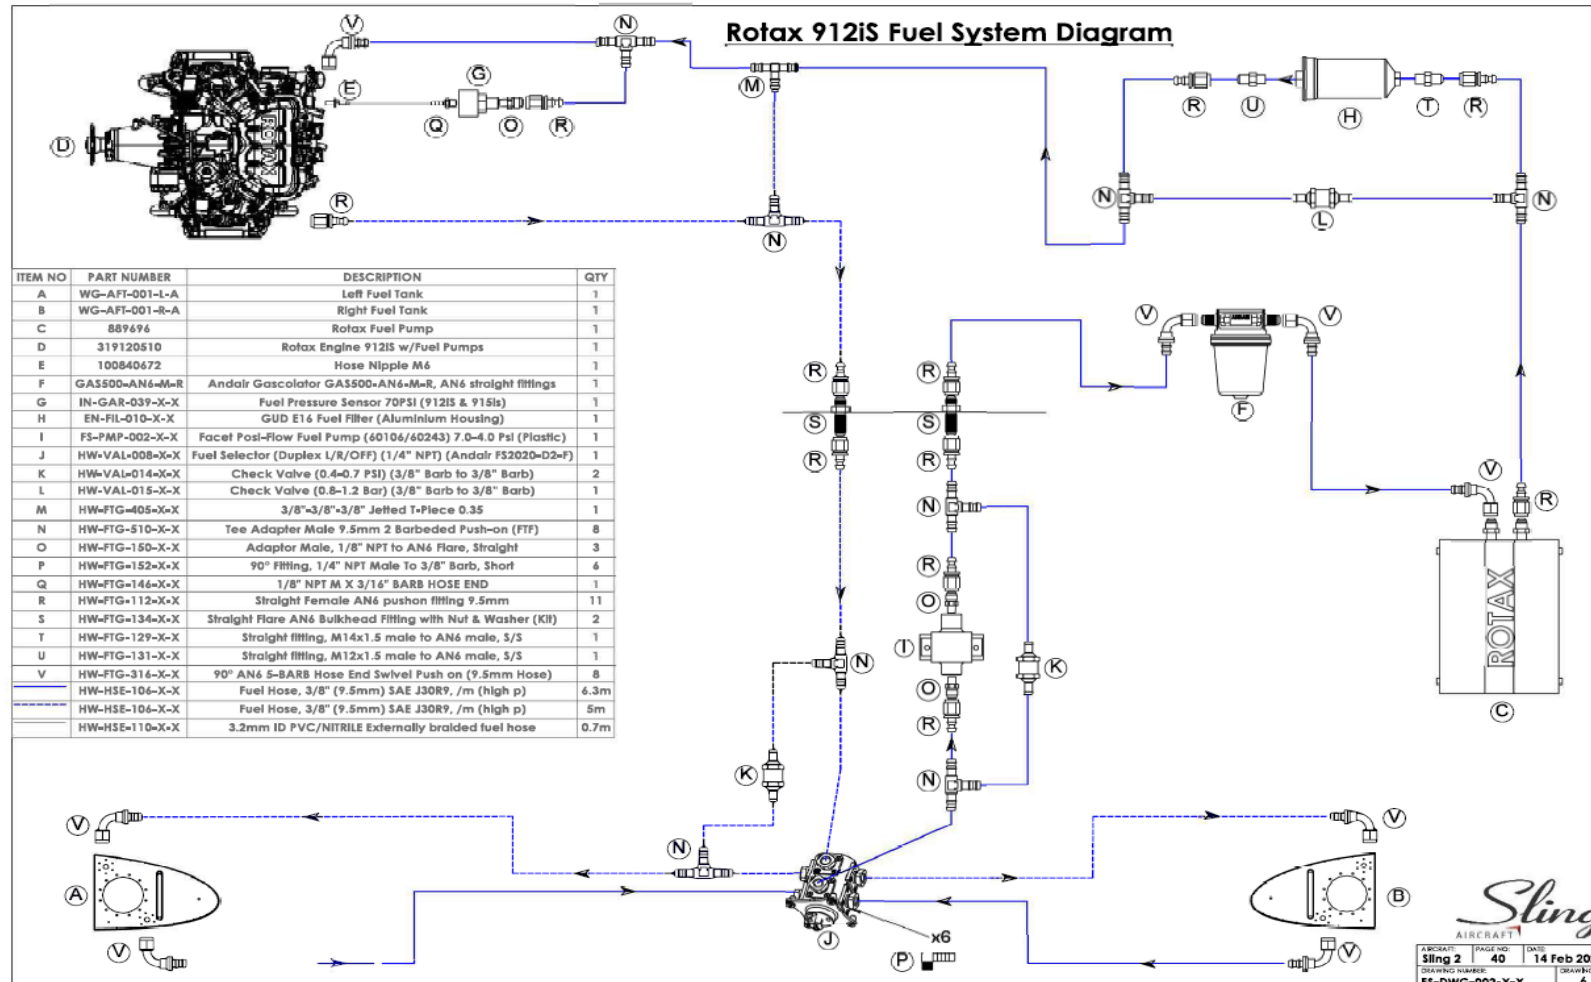 Rotax 912iS Fuel System Diagram
V
N
M
G
E
Q
O
R
D
R
N
R
U
H
T
R
N
L
N
ROTAX
ITEM NO PART NUMBER DESCRIPTION QTY
A WG-AFT-001-L-A Left Fuel Tank 1
B WG-AFT-001-R-A Right Fuel Tank 1
C 889696 Rotax Fuel Pump 1
D 319120510 Rotax Engine 912iS w/Fuel Pumps 1
E 100840672 Hose Nipple M6 1
F GAS500-AN6-M-R Andair Gascolator GAS500-AN6-M-R, AN6 straight fittings 1
G IN-GAR-039-X-X Fuel Pressure Sensor 70PSI (912iS & 915is) 1
H EN-FIL-010-X-X GUD E16 Fuel Filter (Aluminium Housing) 1
I FS-PMP-002-X-X Facet Posi-Flow Fuel Pump (60106/60243) 7.0-4.0 Psi (Plastic) 1
J HW-VAL-008-X-X Fuel Selector (Duplex L/R/OFF) (1/4" NPT) (Andair FS2020-D2-F) 1
K HW-VAL-014-X-X Check Valve (0.4-0.7 PSI) (3/8" Barb to 3/8" Barb) 2
L HW-VAL-015-X-X Check Valve (0.8-1.2 Bar) (3/8" Barb to 3/8" Barb) 1
M HW-FTG-405-X-X 3/8"-3/8"-3/8" Jetted T-Piece 0.35 1
N HW-FTG-510-X-X Tee Adapter Male 9.5mm 2 Barbeded Push-on (FTF) 8
O HW-FTG-150-X-X Adaptor Male, 1/8" NPT to AN6 Flare, Straight 3
P HW-FTG-152-X-X 90° Fitting, 1/4" NPT Male To 3/8" Barb, Short 6
Q HW-FTG-146-X-X 1/8" NPT M X 3/16" BARB HOSE END 1
R HW-FTG-112-X-X Straight Female AN6 pushon fitting 9.5mm 11
S HW-FTG-134-X-X Straight Flare AN6 Bulkhead Fitting with Nut & Washer (Kit) 2
T HW-FTG-129-X-X Straight fitting, M14x1.5 male to AN6 male, S/S 1
U HW-FTG-131-X-X Straight fitting, M12x1.5 male to AN6 male, S/S 1
V HW-FTG-316-X-X 90° AN6 5-BARB Hose End Swivel Push on (9.5mm Hose) 8
HW-HSE-106-X-X Fuel Hose, 3/8" (9.5mm) SAE J30R9, /m (high p) 6.3m
HW-HSE-106-X-X Fuel Hose, 3/8" (9.5mm) SAE J30R9, /m (high p) 5m
HW-HSE-110-X-X 3.2mm ID PVC/NITRILE Externally braided fuel hose 0.7m
V
V
F
R
R
S
S
R
R
V
R
N
R
O
I
K
N
O
R
ROTAX
C
K
N
V
N
V
A
B
J
x6
P
V
V
Sling
AIRCRAFT
AIRCRAFT: PAGE NO: DATE:
Sling 2 40 14 Feb 20
DRAWING NUMBER: